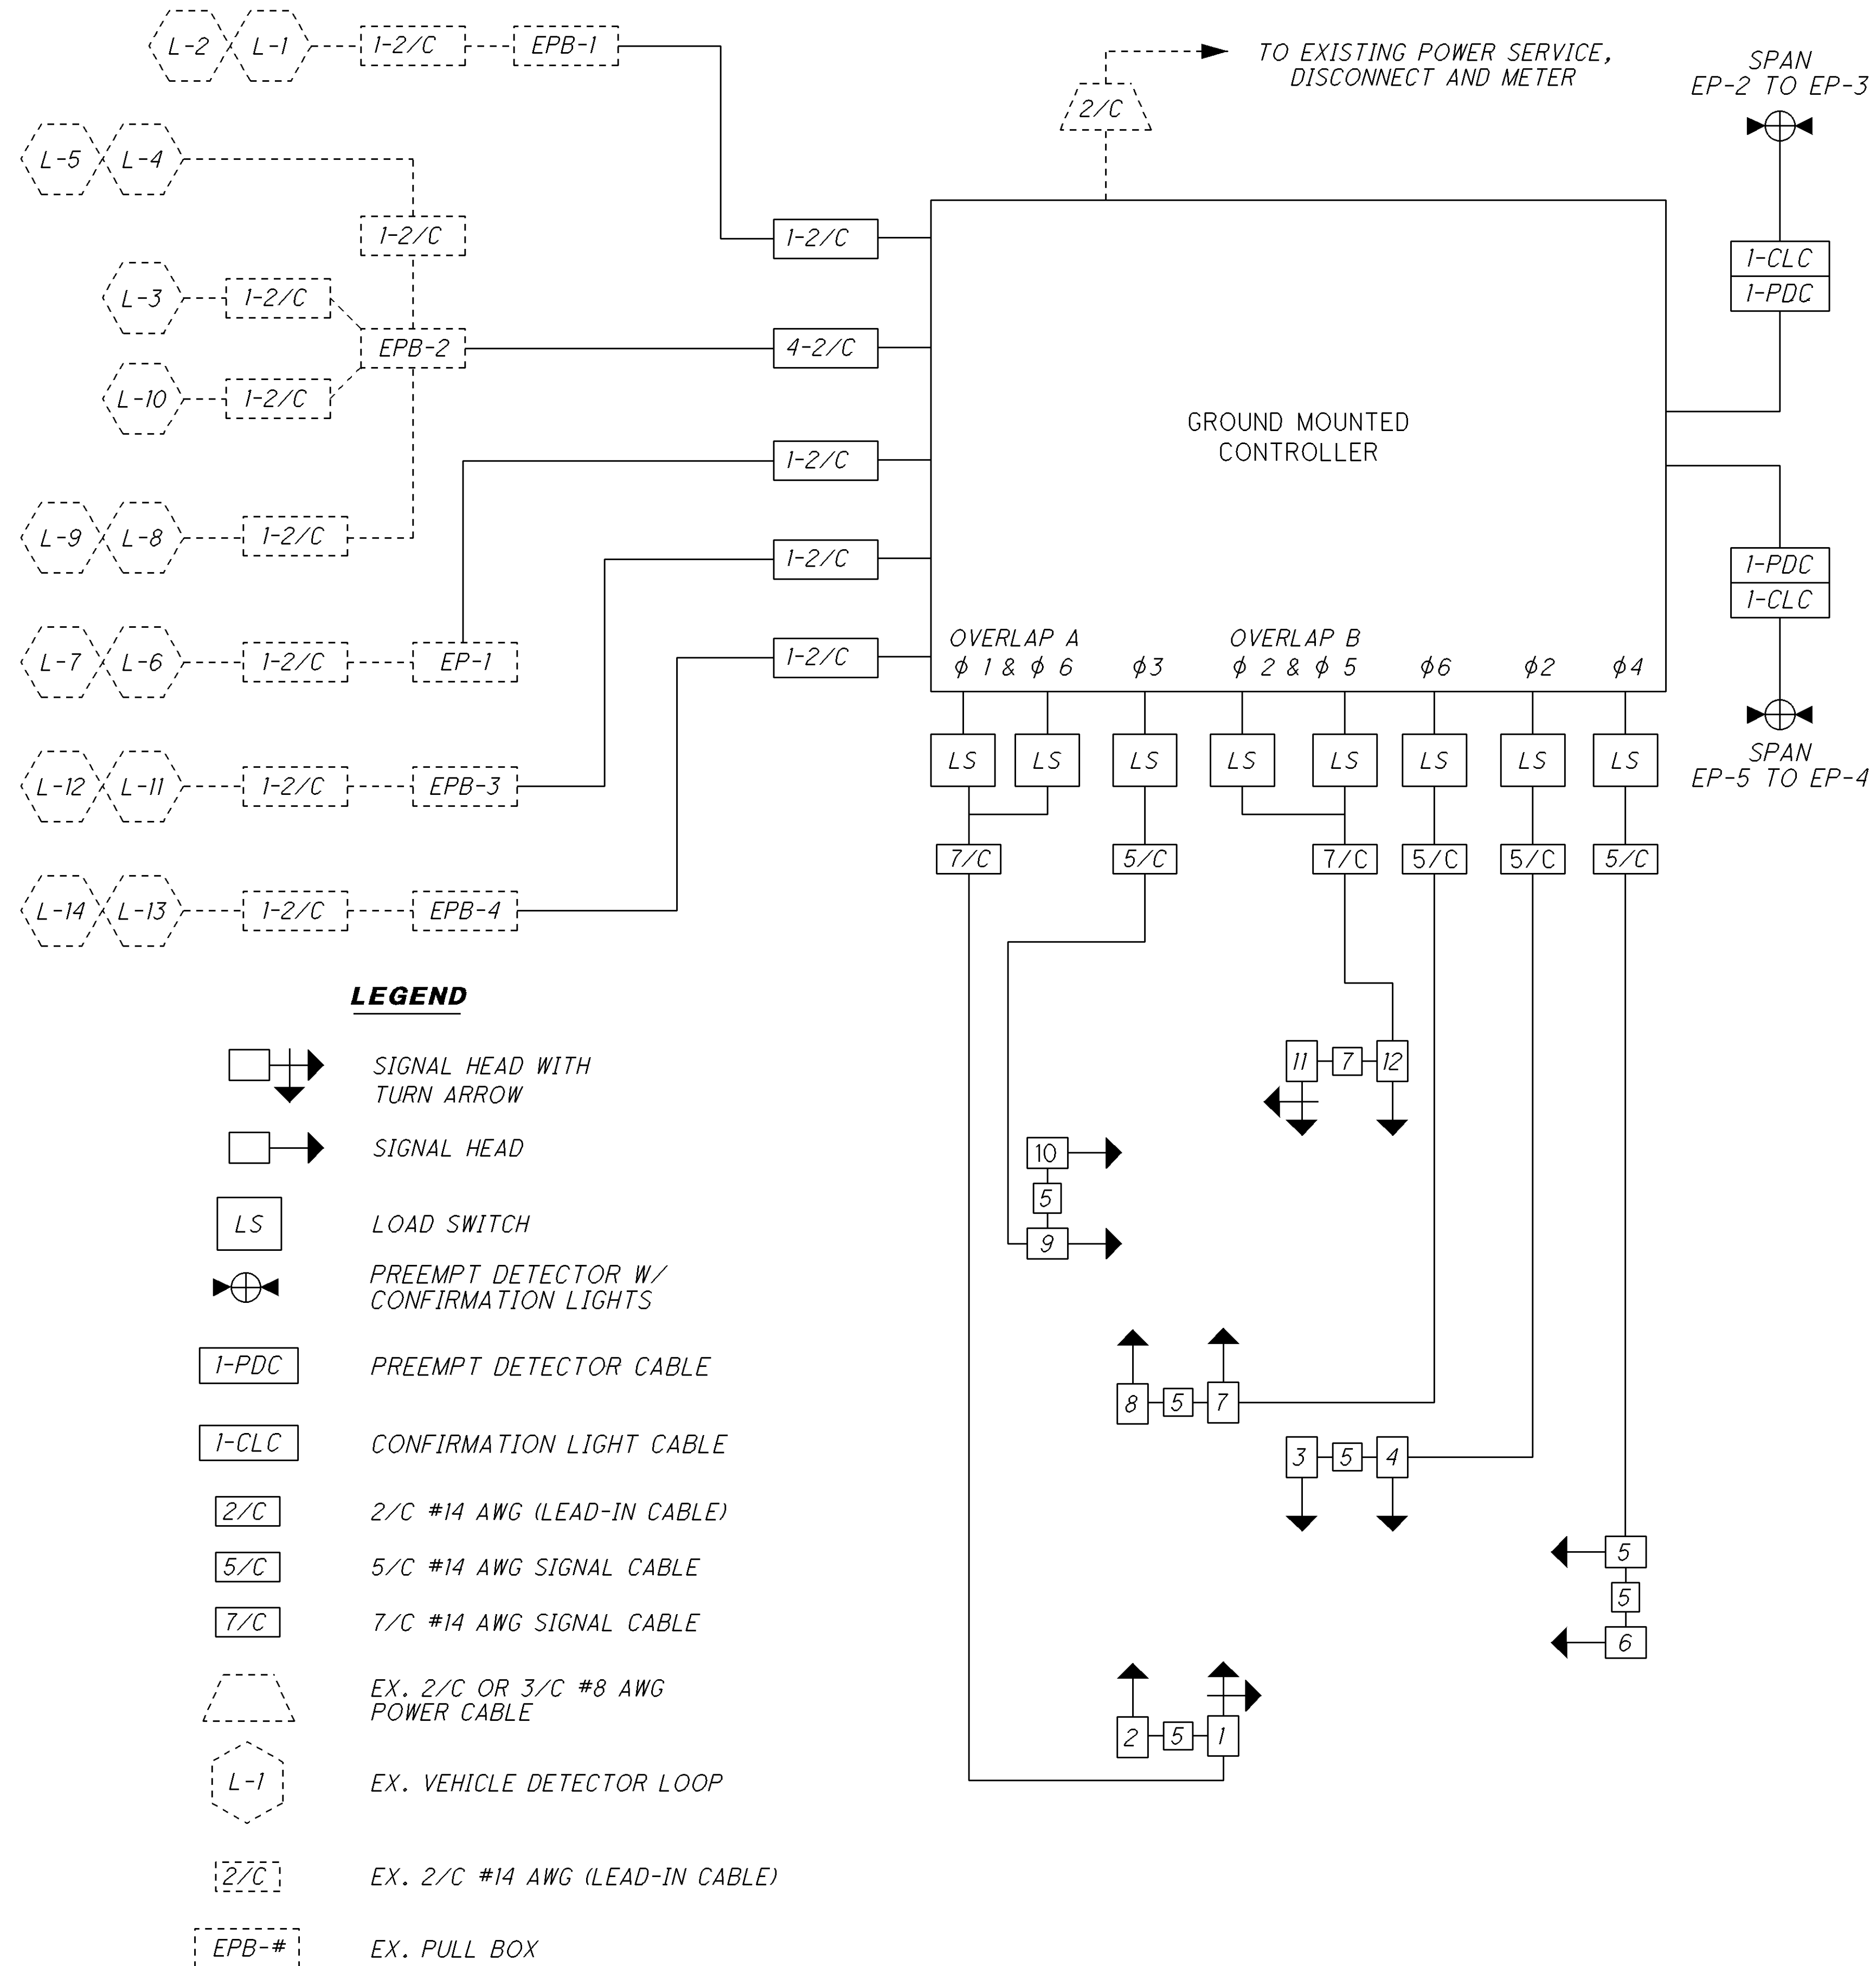 L-2 L-1 1-2/C EPB-1
TO EXISTING POWER SERVICE,
DISCONNECT AND METER
SPAN
EP-2 TO EP-3
2/C
L-5 L-4
1-2/C
1-2/C
1-CLC
1-PDC
L-3 1-2/C
EPB-2
4-2/C
L-10 1-2/C
GROUND MOUNTED
CONTROLLER
1-2/C
L-9 L-8 1-2/C
1-2/C
1-PDC
1-CLC
L-7 L-6 1-2/C EP-1
1-2/C
OVERLAP A
ϕ 1 & ϕ 6
ϕ3
OVERLAP B
ϕ 2 & ϕ 5
ϕ6
ϕ2
ϕ4
SPAN
EP-5 TO EP-4
LS LS LS LS LS LS LS LS
L-12 L-11 1-2/C EPB-3
7/C 5/C 7/C 5/C 5/C 5/C
L-14 L-13 1-2/C EPB-4
11 7 12
10
5
9
8 5 7
3 5 4
5
5
6
2 5 1
LEGEND
SIGNAL HEAD WITH
TURN ARROW
SIGNAL HEAD
LS LOAD SWITCH
PREEMPT DETECTOR W/
CONFIRMATION LIGHTS
1-PDC PREEMPT DETECTOR CABLE
1-CLC CONFIRMATION LIGHT CABLE
2/C 2/C #14 AWG (LEAD-IN CABLE)
5/C 5/C #14 AWG SIGNAL CABLE
7/C 7/C #14 AWG SIGNAL CABLE
EX. 2/C OR 3/C #8 AWG
POWER CABLE
L-1 EX. VEHICLE DETECTOR LOOP
2/C EX. 2/C #14 AWG (LEAD-IN CABLE)
EPB-# EX. PULL BOX